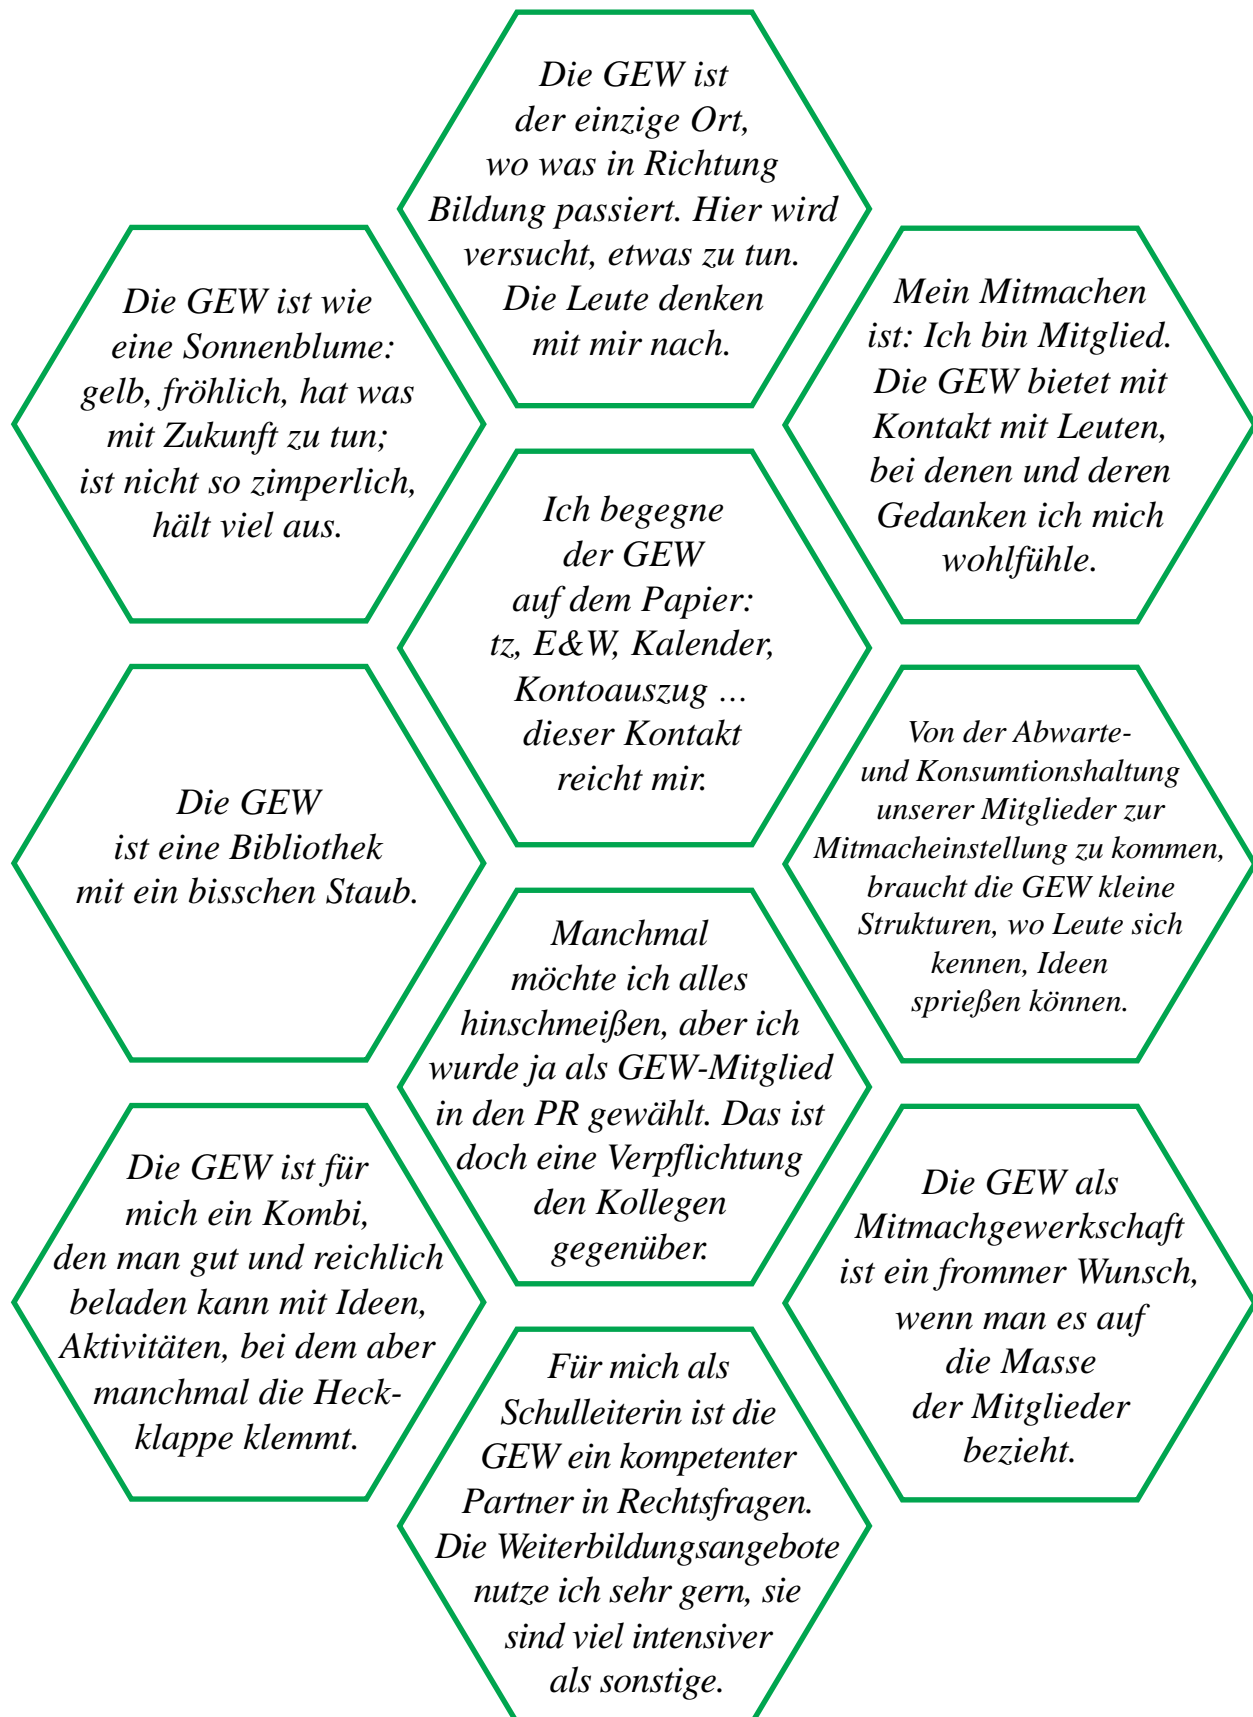 Die GEW ist
der einzige Ort,
wo was in Richtung
Bildung passiert. Hier wird
versucht, etwas zu tun.
Die Leute denken
mit mir nach.
Die GEW ist wie
eine Sonnenblume:
gelb, fröhlich, hat was
mit Zukunft zu tun;
ist nicht so zimperlich,
hält viel aus.
Mein Mitmachen
ist: Ich bin Mitglied.
Die GEW bietet mit
Kontakt mit Leuten,
bei denen und deren
Gedanken ich mich
wohlfühle.
Ich begegne
der GEW
auf dem Papier:
tz, E&W, Kalender,
Kontoauszug …
dieser Kontakt
reicht mir.
Die GEW
ist eine Bibliothek
mit ein bisschen Staub.
Von der Abwarte-
und Konsumtionshaltung
unserer Mitglieder zur
Mitmacheinstellung zu kommen,
braucht die GEW kleine
Strukturen, wo Leute sich
kennen, Ideen
sprießen können.
Manchmal
möchte ich alles
hinschmeißen, aber ich
wurde ja als GEW-Mitglied
in den PR gewählt. Das ist
doch eine Verpflichtung
den Kollegen
gegenüber.
Die GEW ist für
mich ein Kombi,
den man gut und reichlich
beladen kann mit Ideen,
Aktivitäten, bei dem aber
manchmal die Heck-
klappe klemmt.
Die GEW als
Mitmachgewerkschaft
ist ein frommer Wunsch,
wenn man es auf
die Masse
der Mitglieder
bezieht.
Für mich als
Schulleiterin ist die
GEW ein kompetenter
Partner in Rechtsfragen.
Die Weiterbildungsangebote
nutze ich sehr gern, sie
sind viel intensiver
als sonstige.